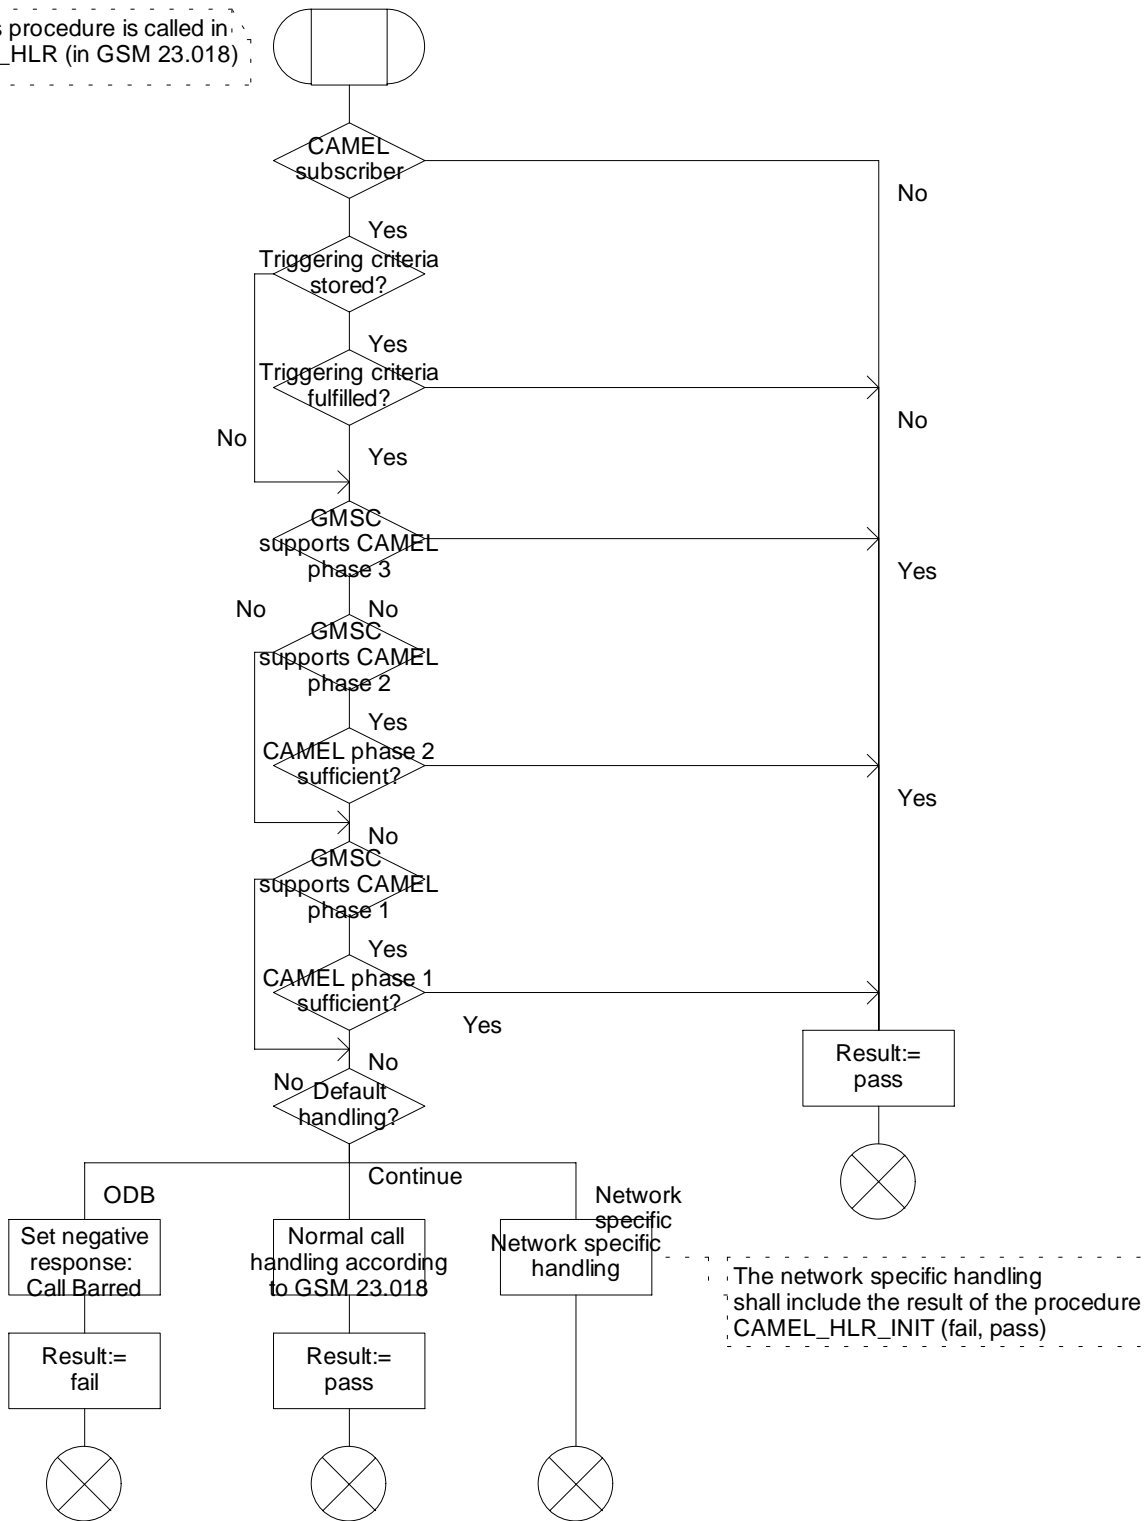 s procedure is called in
_HLR (in GSM 23.018)
CAMEL
subscriber
No
Yes
Triggering criteria
stored?
Yes
Triggering criteria
fulfilled?
No
No
Yes
GMSC
supports CAMEL
phase 3
Yes
No
No
GMSC
supports CAMEL
phase 2
Yes
CAMEL phase 2
sufficient?
Yes
No
GMSC
supports CAMEL
phase 1
Yes
CAMEL phase 1
sufficient?
Yes
No
No
Default
handling?
Result:=
pass
ODB
Continue
Network
specific
Set negative
response:
Call Barred
Normal call
handling according
to GSM 23.018
Network specific
handling
The network specific handling
shall include the result of the procedure
CAMEL_HLR_INIT (fail, pass)
Result:=
fail
Result:=
pass